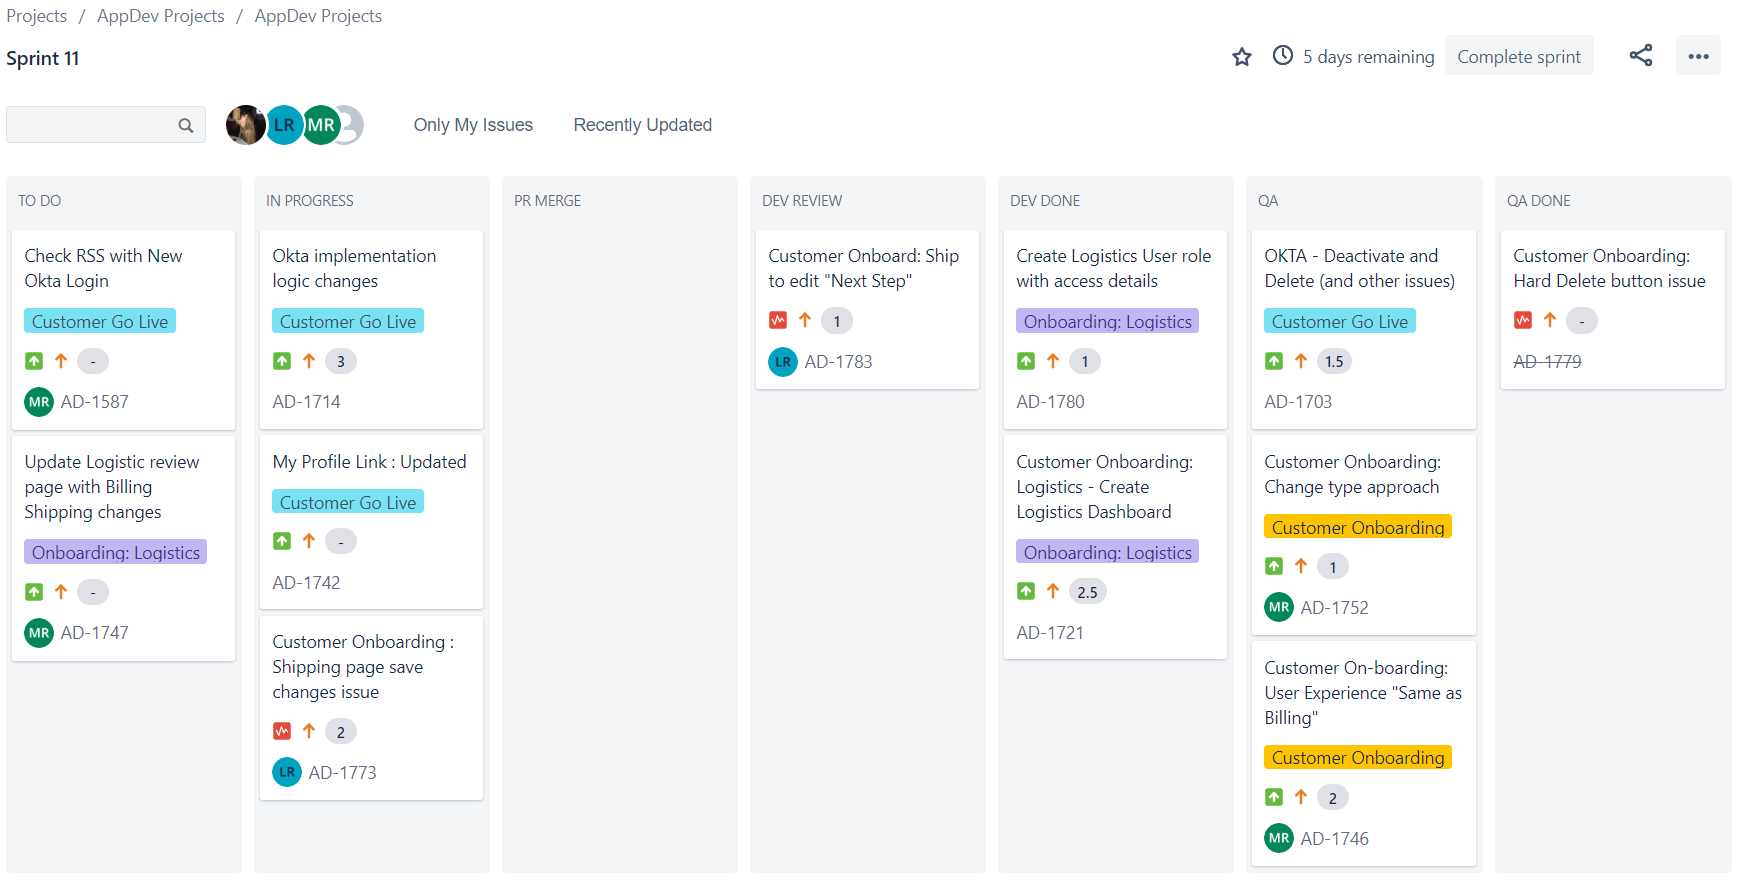 Projects / AppDev Projects / AppDev Projects
Sprint 11
5 days remaining
Complete sprint
LR
MR
Only My Issues
Recently Updated
TO DO
Check RSS with New
Okta Login
Customer Go Live
-
MR AD-1587
Update Logistic review
page with Billing
Shipping changes
Onboarding: Logistics
-
MR AD-1747
IN PROGRESS
Okta implementation
logic changes
Customer Go Live
3
AD-1714
My Profile Link : Updated
Customer Go Live
-
AD-1742
Customer Onboarding :
Shipping page save
changes issue
2
LR AD-1773
PR MERGE
DEV REVIEW
Customer Onboard: Ship
to edit "Next Step"
1
LR AD-1783
DEV DONE
Create Logistics User role
with access details
Onboarding: Logistics
1
AD-1780
Customer Onboarding:
Logistics - Create
Logistics Dashboard
Onboarding: Logistics
2.5
AD-1721
QA
OKTA - Deactivate and
Delete (and other issues)
Customer Go Live
1.5
AD-1703
Customer Onboarding:
Change type approach
Customer Onboarding
1
MR AD-1752
Customer On-boarding:
User Experience "Same as
Billing"
Customer Onboarding
2
MR AD-1746
QA DONE
Customer Onboarding:
Hard Delete button issue
-
AD-1779